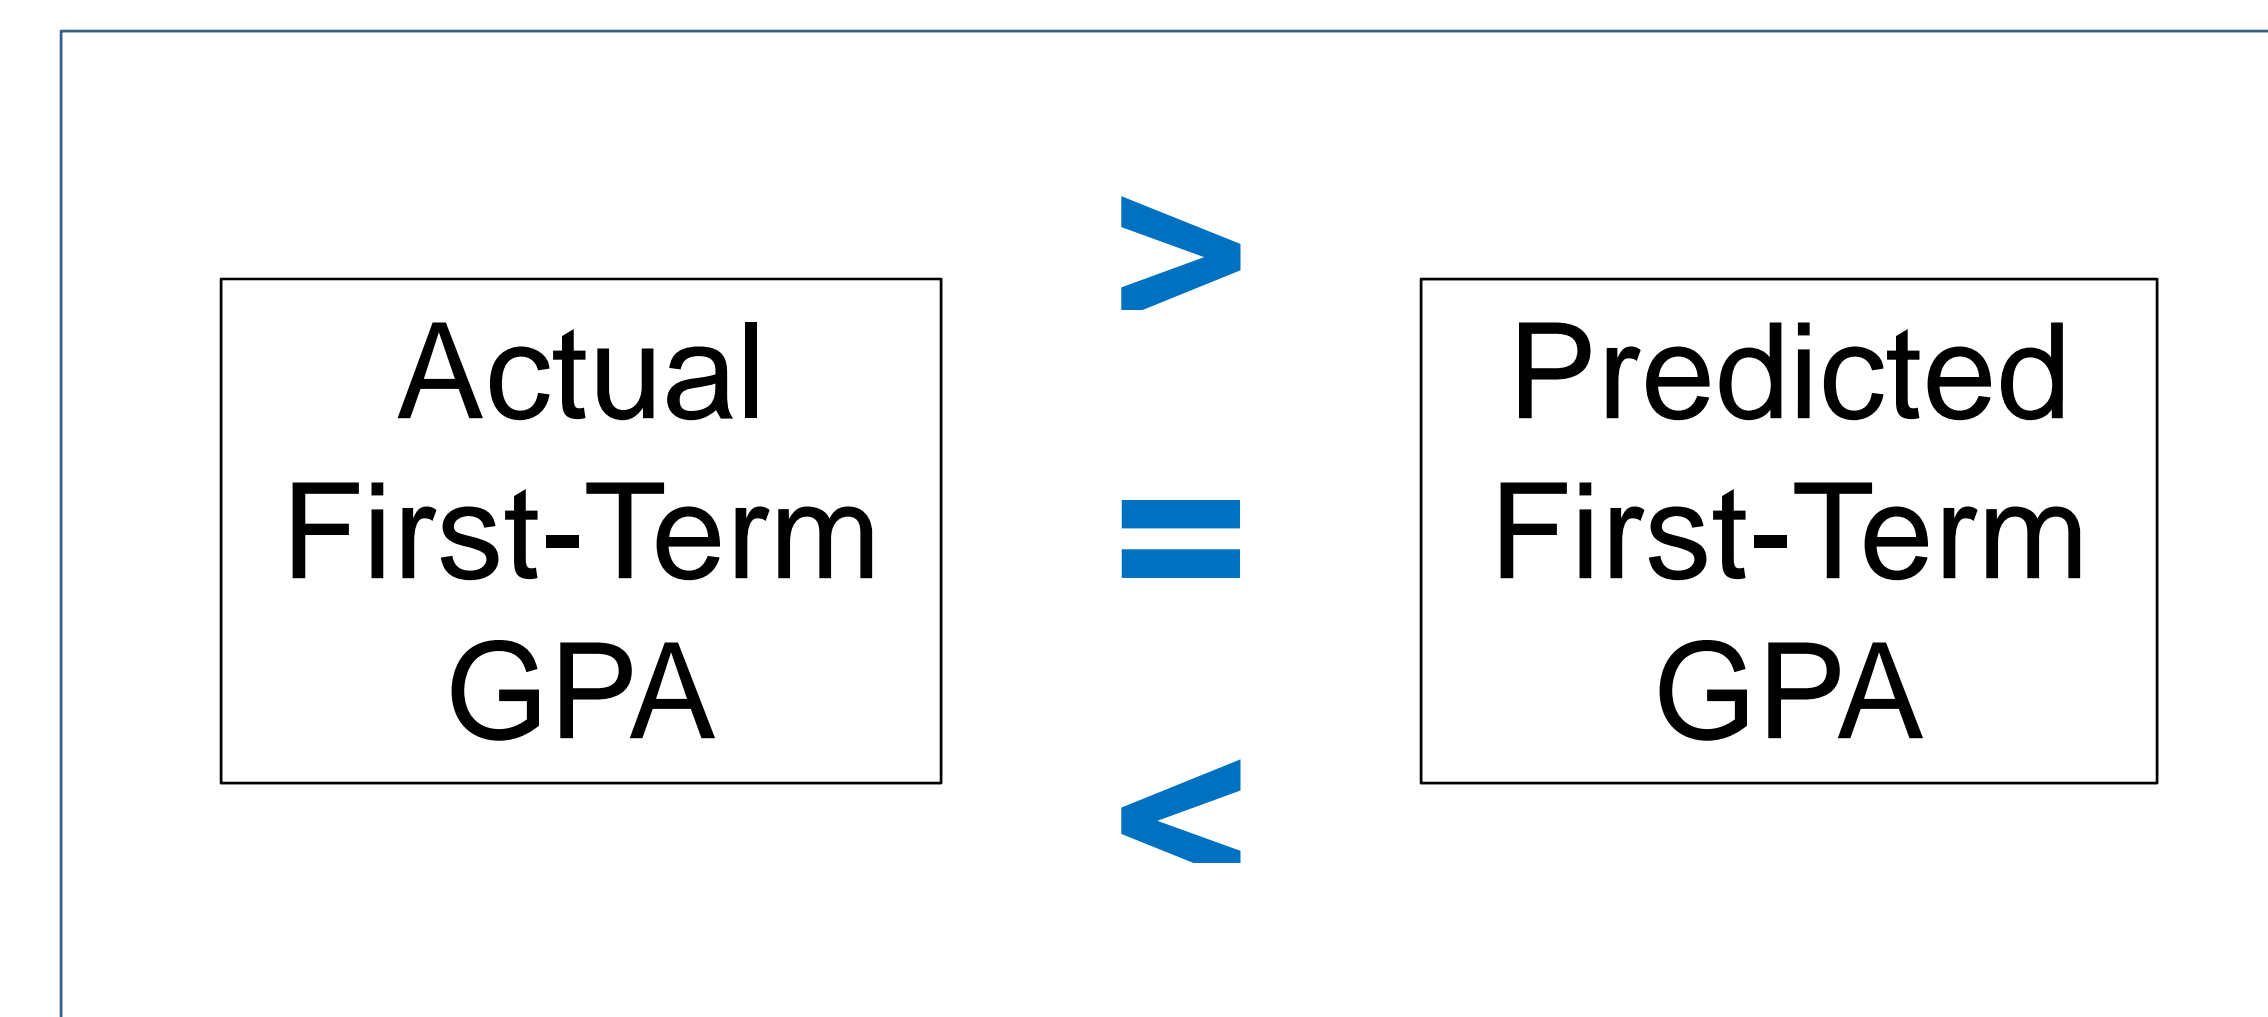 Actual
First-Term
GPA
>
=
<
Predicted
First-Term
GPA